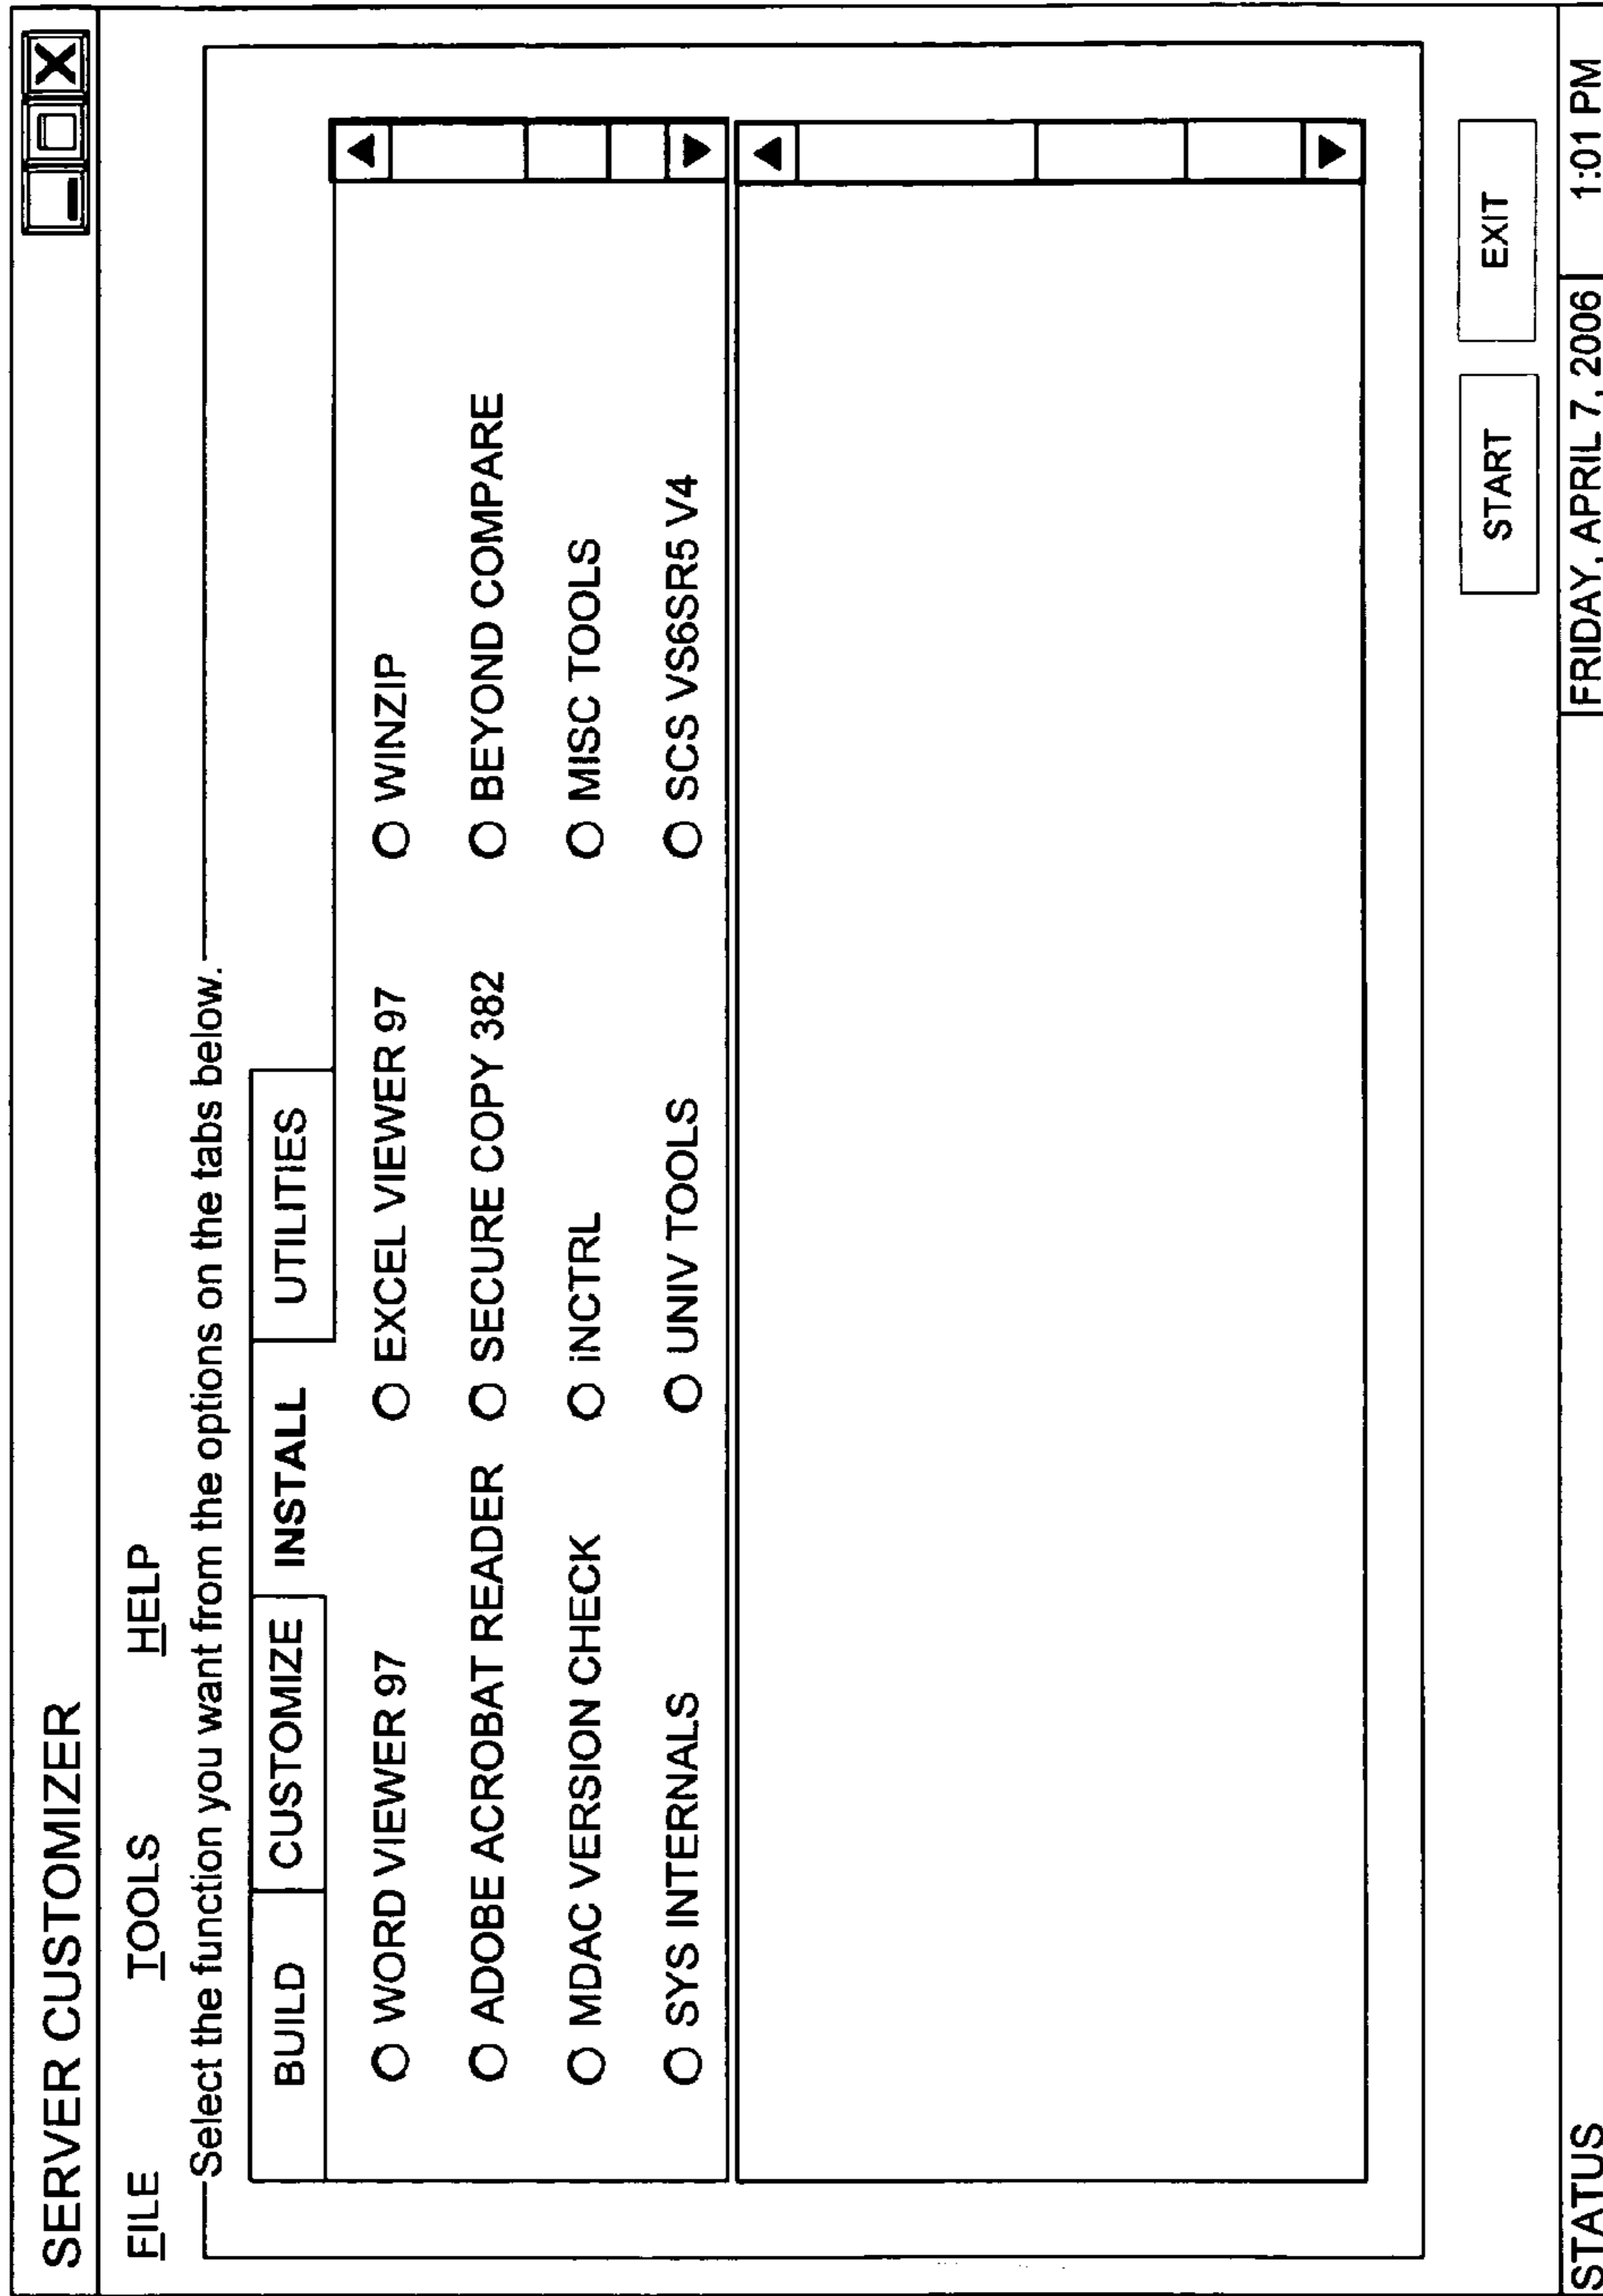 SERVER CUSTOMIZER
FILE TOOLS HELP
Select the function you want from the options on the tabs below.
BUILD CUSTOMIZE INSTALL UTILITIES
WORD VIEWER 97 EXCEL VIEWER 97 WINZIP
ADOBE ACROBAT READER SECURE COPY 382 BEYOND COMPARE
MDAC VERSION CHECK iNCTRL MISC TOOLS
SYS INTERNALS UNIV TOOLS SCS VS6SR5 V4
START EXIT
STATUS FRIDAY, APRIL 7, 2006 1:01 PM